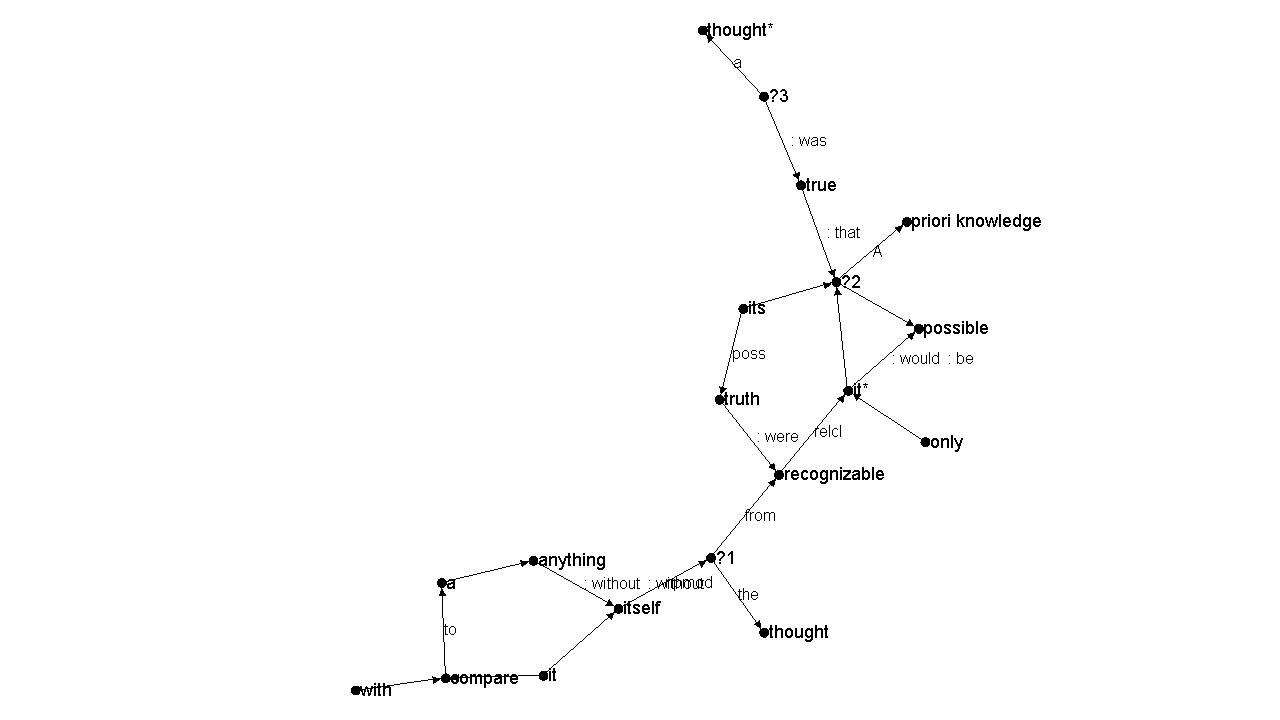 thought*
a
?3
: was
true
priori knowledge
: that
A
?2
its
possible
poss
: would : be
it*
truth
: were
relcl
only
recognizable
from
?1
anything
a
: without : without
npmod
the
itself
to
thought
it
compare
with